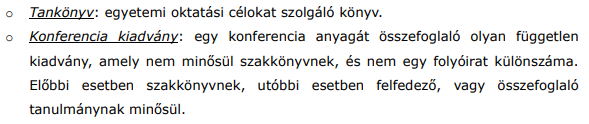 o Tankönyv: egyetemi oktatási célokat szolgáló könyv.
o Konferencia kiadvány: egy konferencia anyagát összefoglaló olyan független
kiadvány, amely nem minősül szakkönyvnek, és nem egy folyóirat különszáma.
Előbbi esetben szakkönyvnek, utóbbi esetben felfedező, vagy összefoglaló
tanulmánynak minősül.